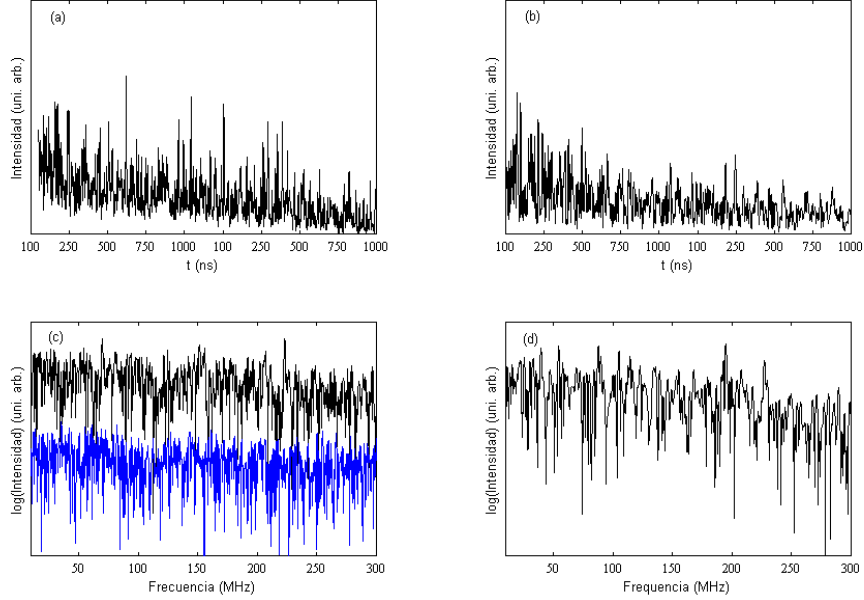 (a)
(b)
Intensidad (uni. arb.)
Intensidad (uni. arb.)
100 250 500 750 1000 100 250 500 750 1000
100 250 500 750 1000 100 250 500 750 1000
t (ns)
t (ns)
(c)
(d)
log(Intensidad) (uni. arb.)
log(Intensidad) (uni. arb.)
50 100 150 200 250 300
50 100 150 200 250 300
Frecuencia (MHz)
Frequencia (MHz)